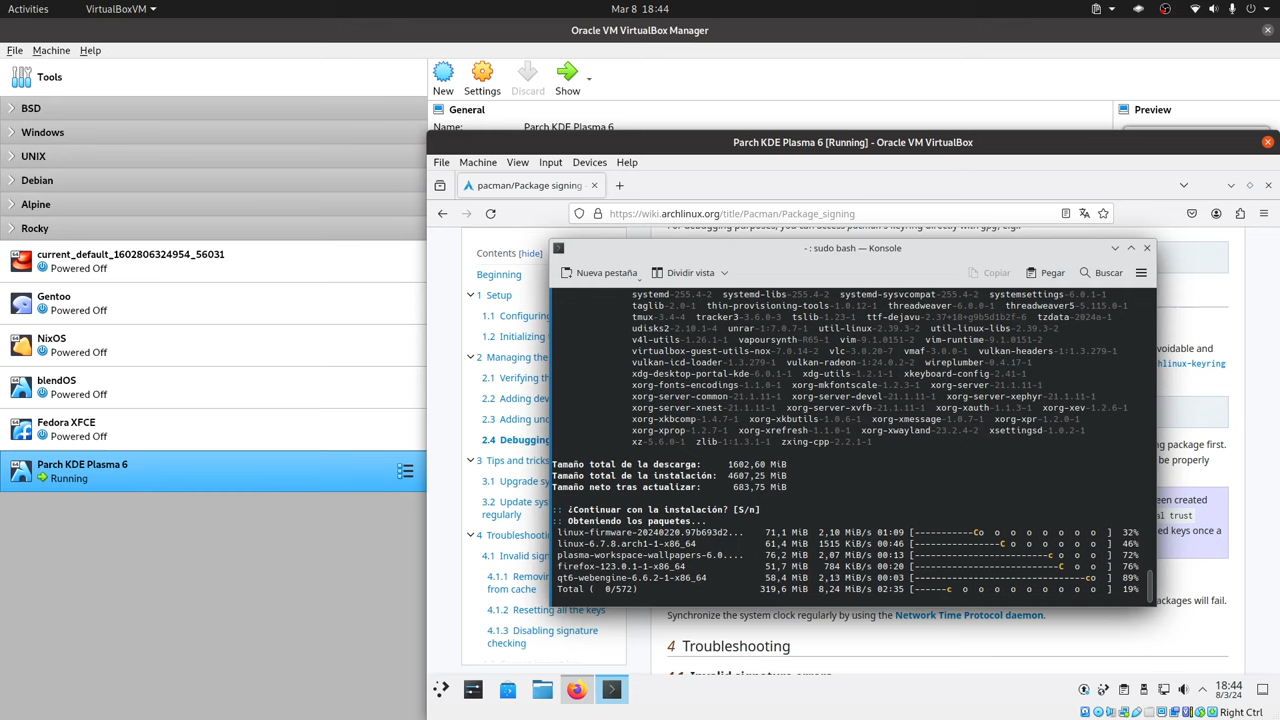 Activities VirtualBoxVM Mar 8 18:44
Oracle VM VirtualBox Manager
File Machine Help
Tools
BSD
Windows
UNIX
Debian
Alpine
Rocky
current_default_1602806324954_56031
Powered Off
Gentoo
Powered Off
NixOS
Powered Off
blendOS
Powered Off
Fedora XFCE
Powered Off
Parch KDE Plasma 6
Running
New Settings Discard Show
General
Preview
Name: Parch KDE Plasma 6
Parch KDE Plasma 6 [Running] - Oracle VM VirtualBox
File Machine View Input Devices Help
pacman/Package signing
https://wiki.archlinux.org/title/Pacman/Package_signing
Contents [hide]
Beginning
1 Setup
1.1 Configuring
1.2 Initializing
2 Managing the
2.1 Verifying th
2.2 Adding dev
2.3 Adding uno
2.4 Debugging
3 Tips and tricks
3.1 Upgrade sy
3.2 Update sys
regularly
4 Troubleshooting
4.1 Invalid sign
4.1.1 Removin
from cache
4.1.2 Resetting all the keys
4.1.3 Disabling signature
checking
- : sudo bash — Konsole
Nueva pestaña Dividir vista Copiar Pegar Buscar
systemd-255.4-2 systemd-libs-255.4-2 systemd-sysvcompat-255.4-2 systemsettings-6.0.1-1
taglib-2.0-1 thin-provisioning-tools-1.0.12-1 threadweaver-6.0.0-1 threadweaver5-5.115.0-1
tmux-3.4-4 tracker3-3.6.0-3 tslib-1.23-1 ttf-dejavu-2.37+18+g9b5d1b2f-6 tzdata-2024a-1
udisks2-2.10.1-4 unrar-1:7.0.7-1 util-linux-2.39.3-2 util-linux-libs-2.39.3-2
v4l-utils-1.26.1-1 vapoursynth-R65-1 vim-9.1.0151-2 vim-runtime-9.1.0151-2
virtualbox-guest-utils-nox-7.0.14-2 vlc-3.0.20-7 vmaf-3.0.0-1 vulkan-headers-1:1.3.279-1
vulkan-icd-loader-1.3.279-1 vulkan-radeon-1:24.0.2-2 wireplumber-0.4.17-1
xdg-desktop-portal-kde-6.0.1-1 xdg-utils-1.2.1-2 xkeyboard-config-2.41-1
xorg-fonts-encodings-1.1.0-1 xorg-mkfontscale-1.2.3-1 xorg-server-21.1.11-1
xorg-server-common-21.1.11-1 xorg-server-devel-21.1.11-1 xorg-server-xephyr-21.1.11-1
xorg-server-xnest-21.1.11-1 xorg-server-xvfb-21.1.11-1 xorg-xauth-1.1.3-1 xorg-xev-1.2.6-1
xorg-xkbcomp-1.4.7-1 xorg-xkbutils-1.0.6-1 xorg-xmessage-1.0.7-1 xorg-xpr-1.2.0-1
xorg-xprop-1.2.7-1 xorg-xrefresh-1.1.0-1 xorg-xwayland-23.2.4-2 xsettingsd-1.0.2-1
xz-5.6.0-1 zlib-1:1.3.1-1 zxing-cpp-2.2.1-2
Tamaño total de la descarga: 1602,60 MiB
Tamaño total de la instalación: 4607,25 MiB
Tamaño neto tras actualizar: 683,75 MiB
:: ¿Continuar con la instalación? [S/n]
:: Obteniendo los paquetes...
linux-firmware-20240220.97b693d2... 71,1 MiB 2,10 MiB/s 01:09 [-----------Co o o o o o o o ] 32%
linux-6.7.8.arch1-1-x86_64 61,4 MiB 1515 KiB/s 00:46 [----------------C o o o o o o ] 46%
plasma-workspace-wallpapers-6.0.... 76,2 MiB 2,07 MiB/s 00:13 [-------------------------c o o o ] 72%
firefox-123.0.1-1-x86_64 51,7 MiB 784 KiB/s 00:20 [---------------------------C o o o ] 76%
qt6-webengine-6.6.2-1-x86_64 58,4 MiB 2,13 MiB/s 00:03 [--------------------------------co ] 89%
Total ( 0/572) 319,6 MiB 8,24 MiB/s 02:35 [------c o o o o o o o o o ] 19%
avoidable and
chlinux-keyring
ng package first.
be properly
een created
al trust
ed keys once a
ackages will fail.
Synchronize the system clock regularly by using the Network Time Protocol daemon.
4 Troubleshooting
18:44
8/3/24
Right Ctrl